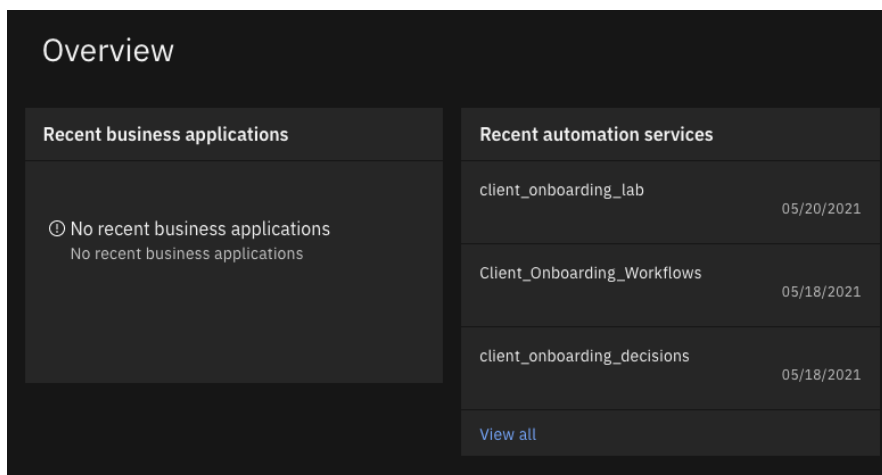 Overview
Recent business applications
No recent business applications
No recent business applications
Recent automation services
client_onboarding_lab
05/20/2021
Client_Onboarding_Workflows
05/18/2021
client_onboarding_decisions
05/18/2021
View all